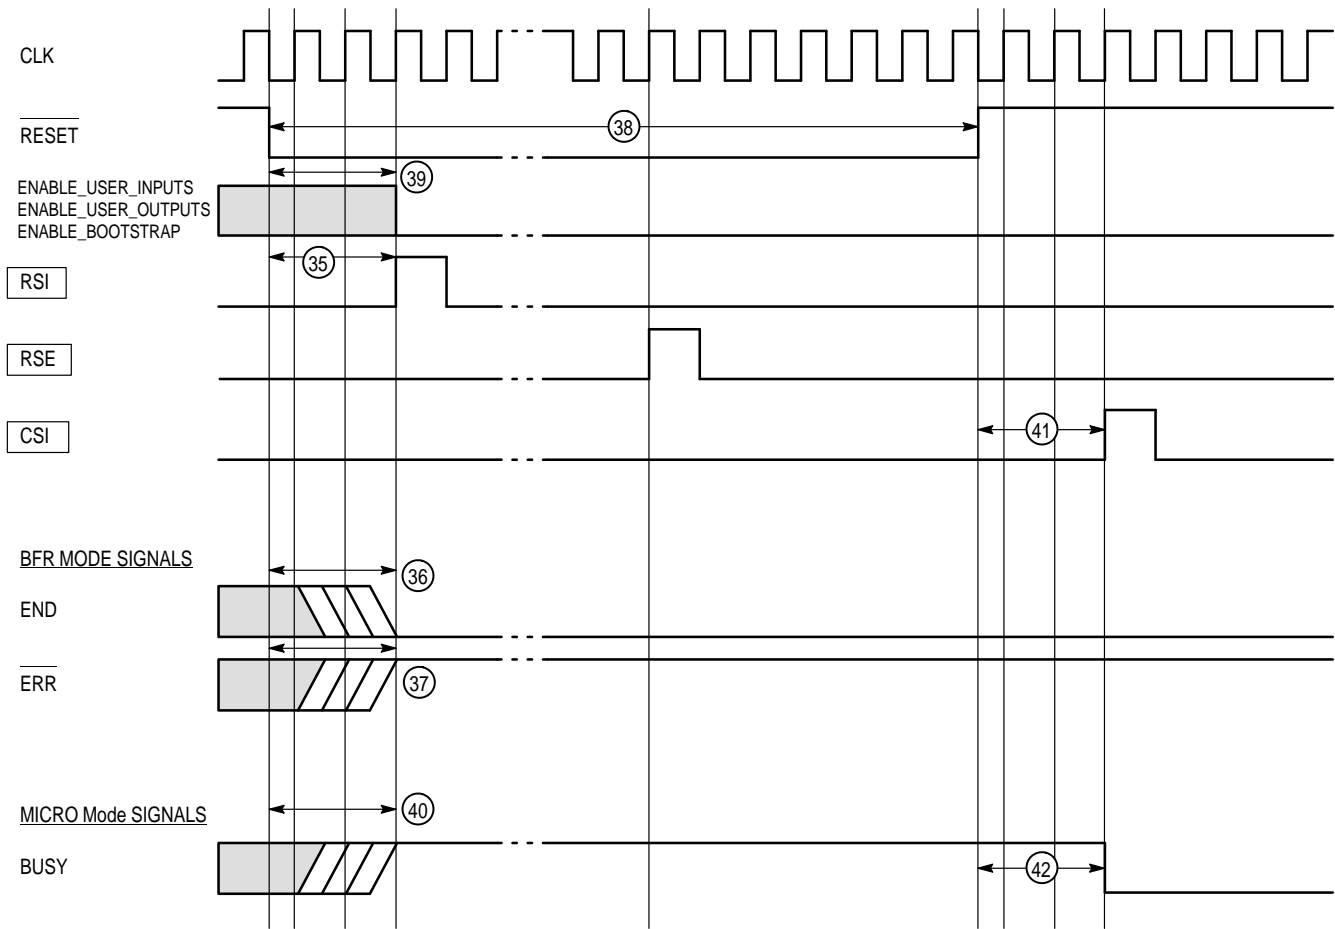 CLK
RESET
38
39
ENABLE_USER_INPUTS
ENABLE_USER_OUTPUTS
ENABLE_BOOTSTRAP
35
RSI
RSE
CSI
41
BFR MODE SIGNALS
36
END
ERR
37
MICRO Mode SIGNALS
40
BUSY
42